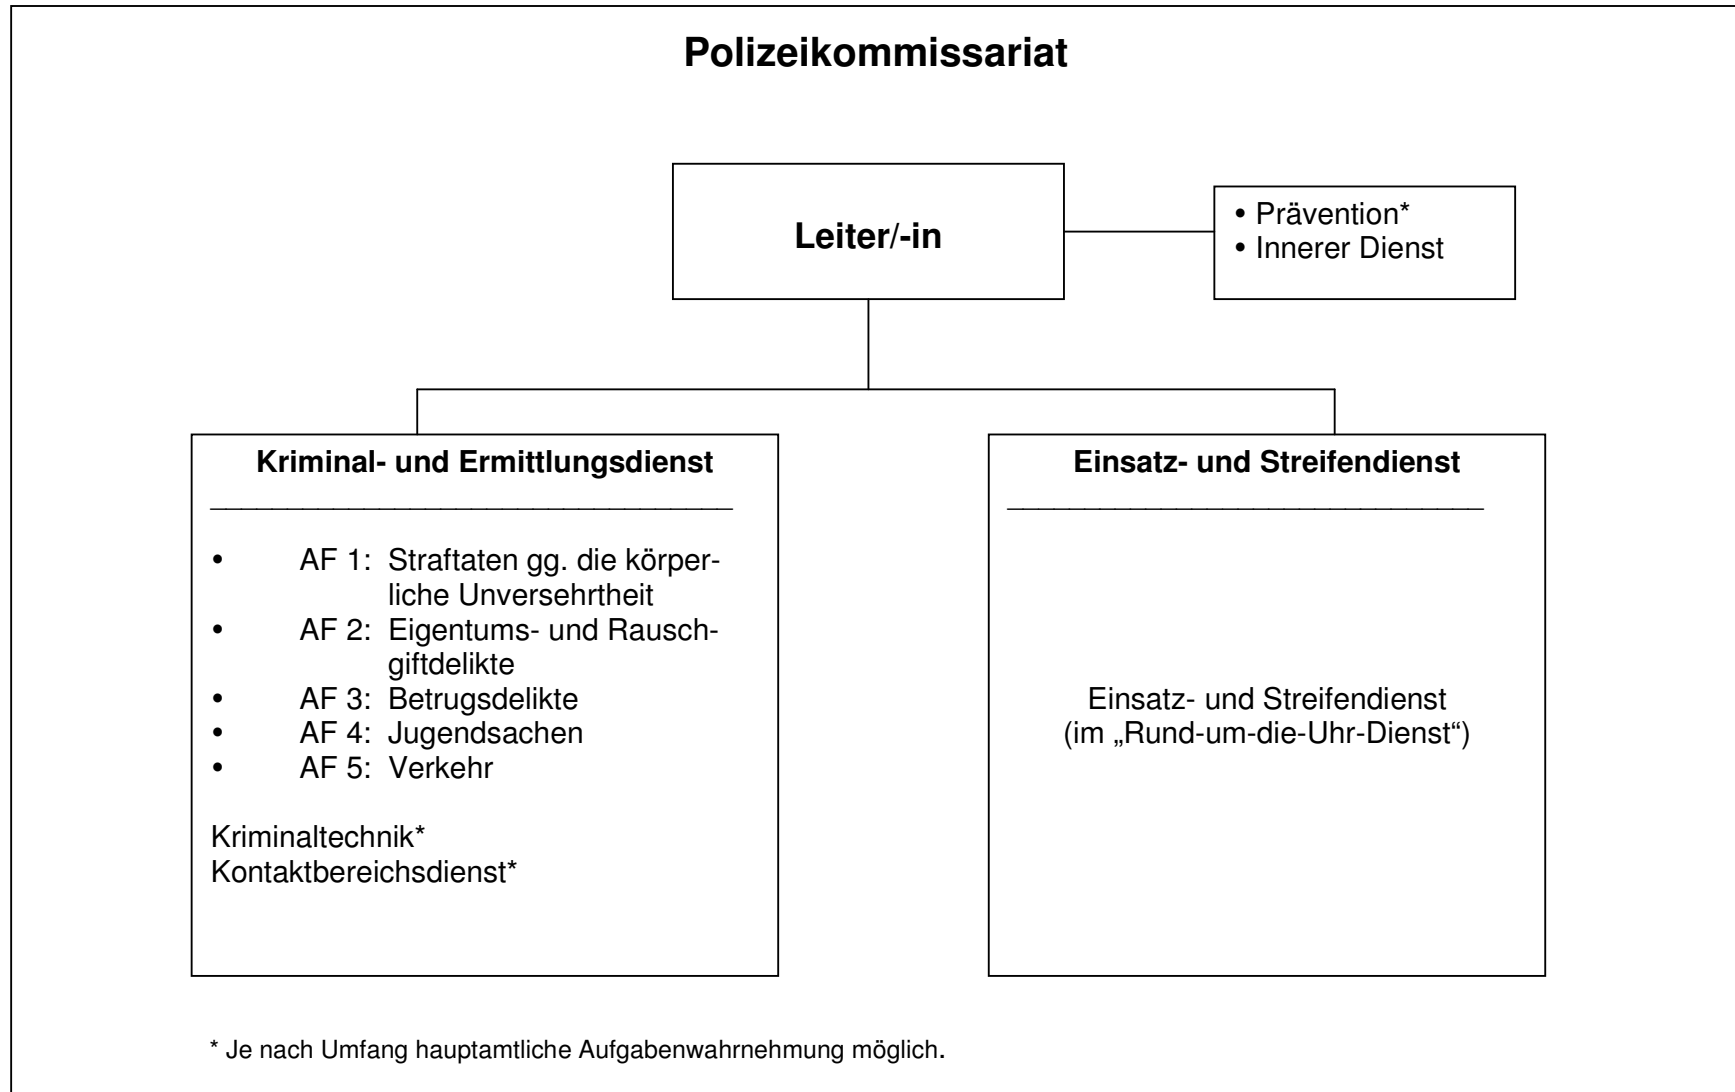 Polizeikommissariat
Leiter/-in
• Prävention*
• Innerer Dienst
Kriminal- und Ermittlungsdienst
• AF 1: Straftaten gg. die körper-
liche Unversehrtheit
• AF 2: Eigentums- und Rausch-
giftdelikte
• AF 3: Betrugsdelikte
• AF 4: Jugendsachen
• AF 5: Verkehr
Kriminaltechnik*
Kontaktbereichsdienst*
Einsatz- und Streifendienst
Einsatz- und Streifendienst
(im „Rund-um-die-Uhr-Dienst“)
* Je nach Umfang hauptamtliche Aufgabenwahrnehmung möglich.